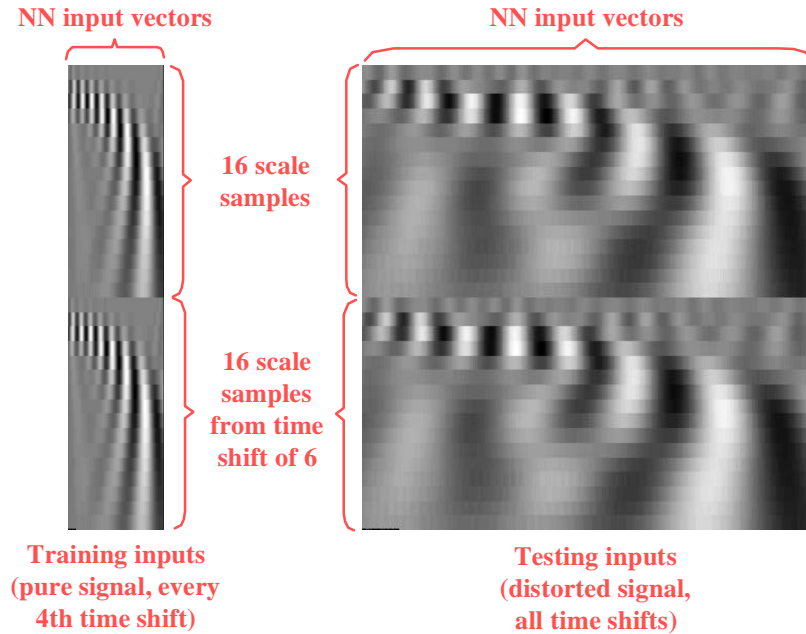 NN input vectors
NN input vectors
16 scale
samples
16 scale
samples
from time
shift of 6
Training inputs
(pure signal, every
4th time shift)
Testing inputs
(distorted signal,
all time shifts)